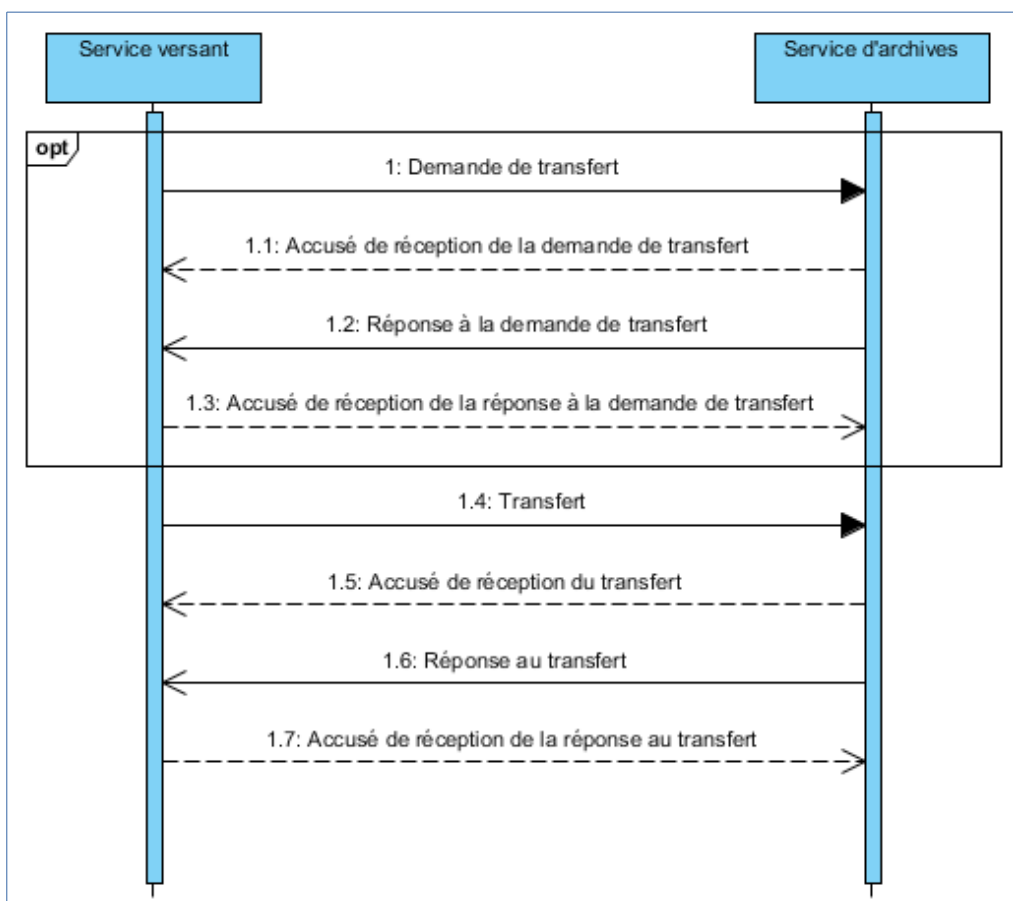 Service versant
Service d'archives
opt
1: Demande de transfert
1.1: Accusé de réception de la demande de transfert
1.2: Réponse à la demande de transfert
1.3: Accusé de réception de la réponse à la demande de transfert
1.4: Transfert
1.5: Accusé de réception du transfert
1.6: Réponse au transfert
1.7: Accusé de réception de la réponse au transfert